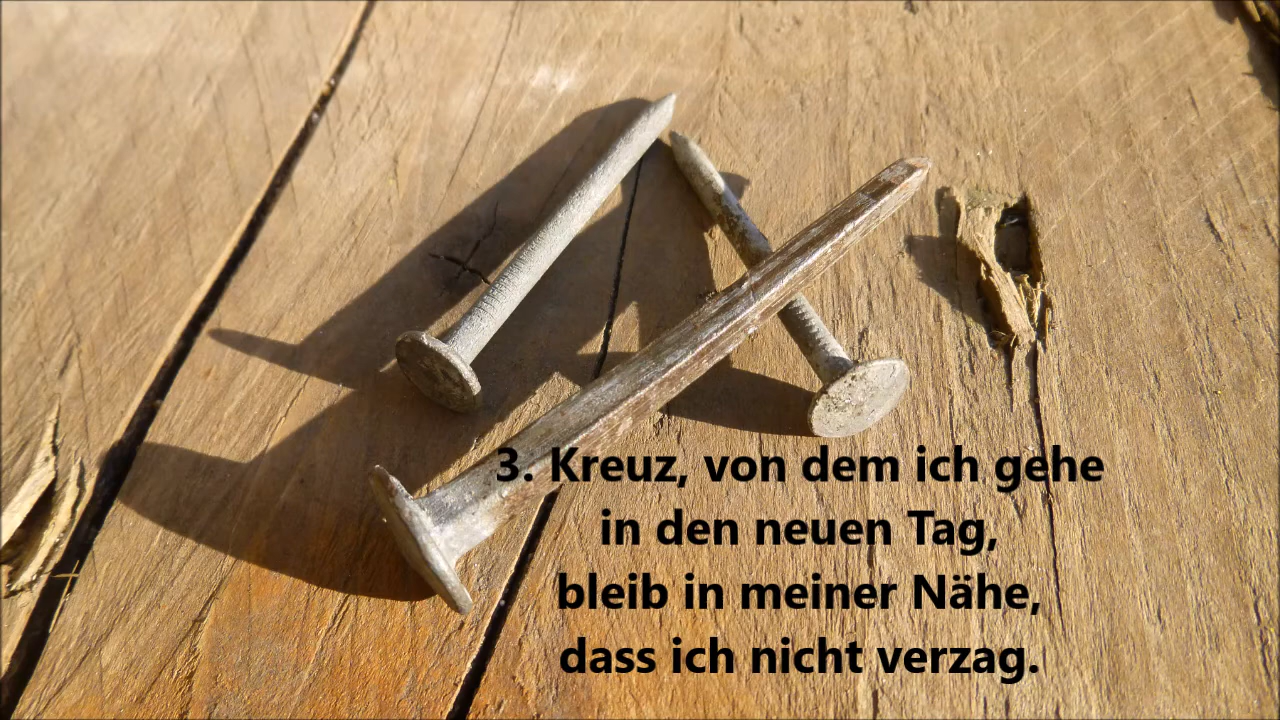 3. Kreuz, von dem ich gehe
in den neuen Tag,
bleib in meiner Nähe,
dass ich nicht verzag.